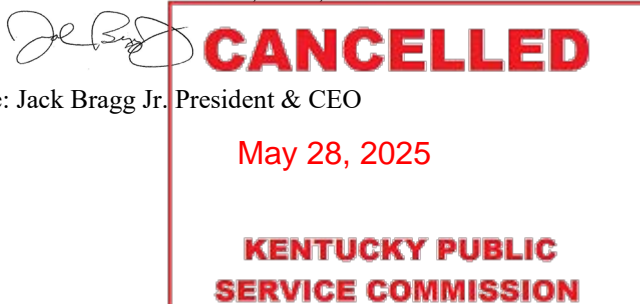 CANCELLED
: Jack Bragg Jr. President & CEO
May 28, 2025
KENTUCKY PUBLIC
SERVICE COMMISSION